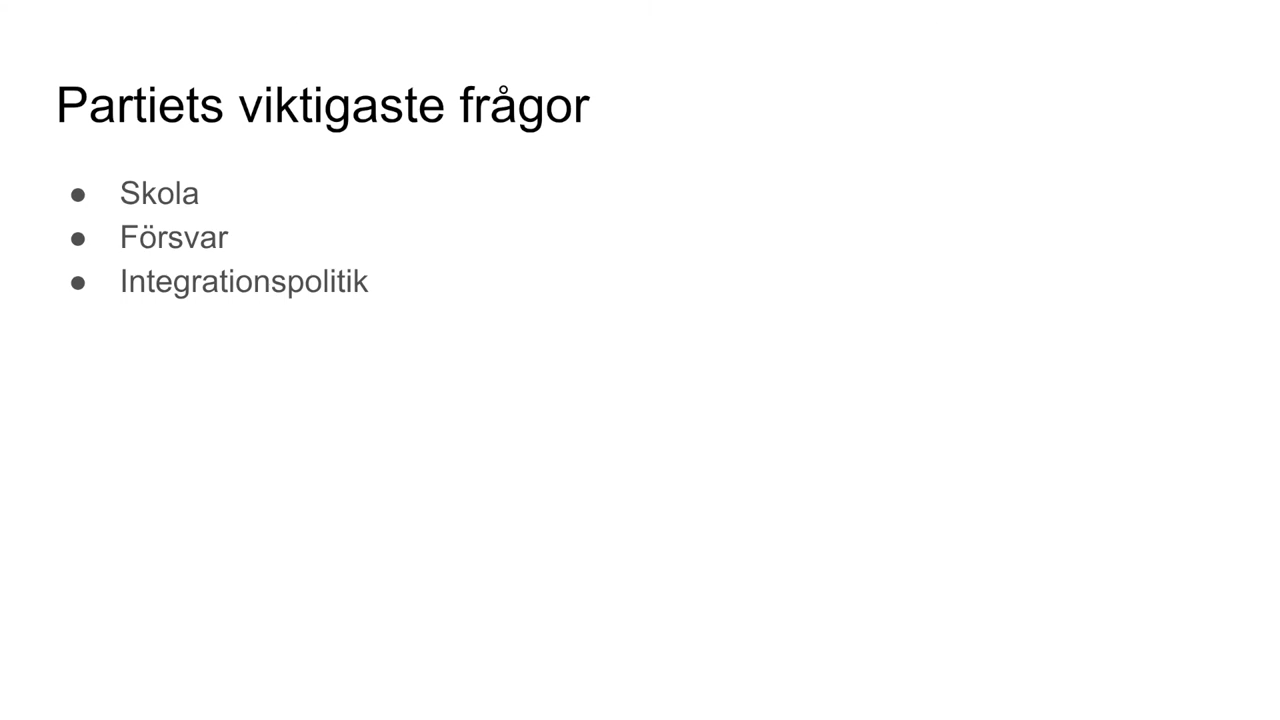 Partiets viktigaste frågor
● Skola
● Försvar
● Integrationspolitik